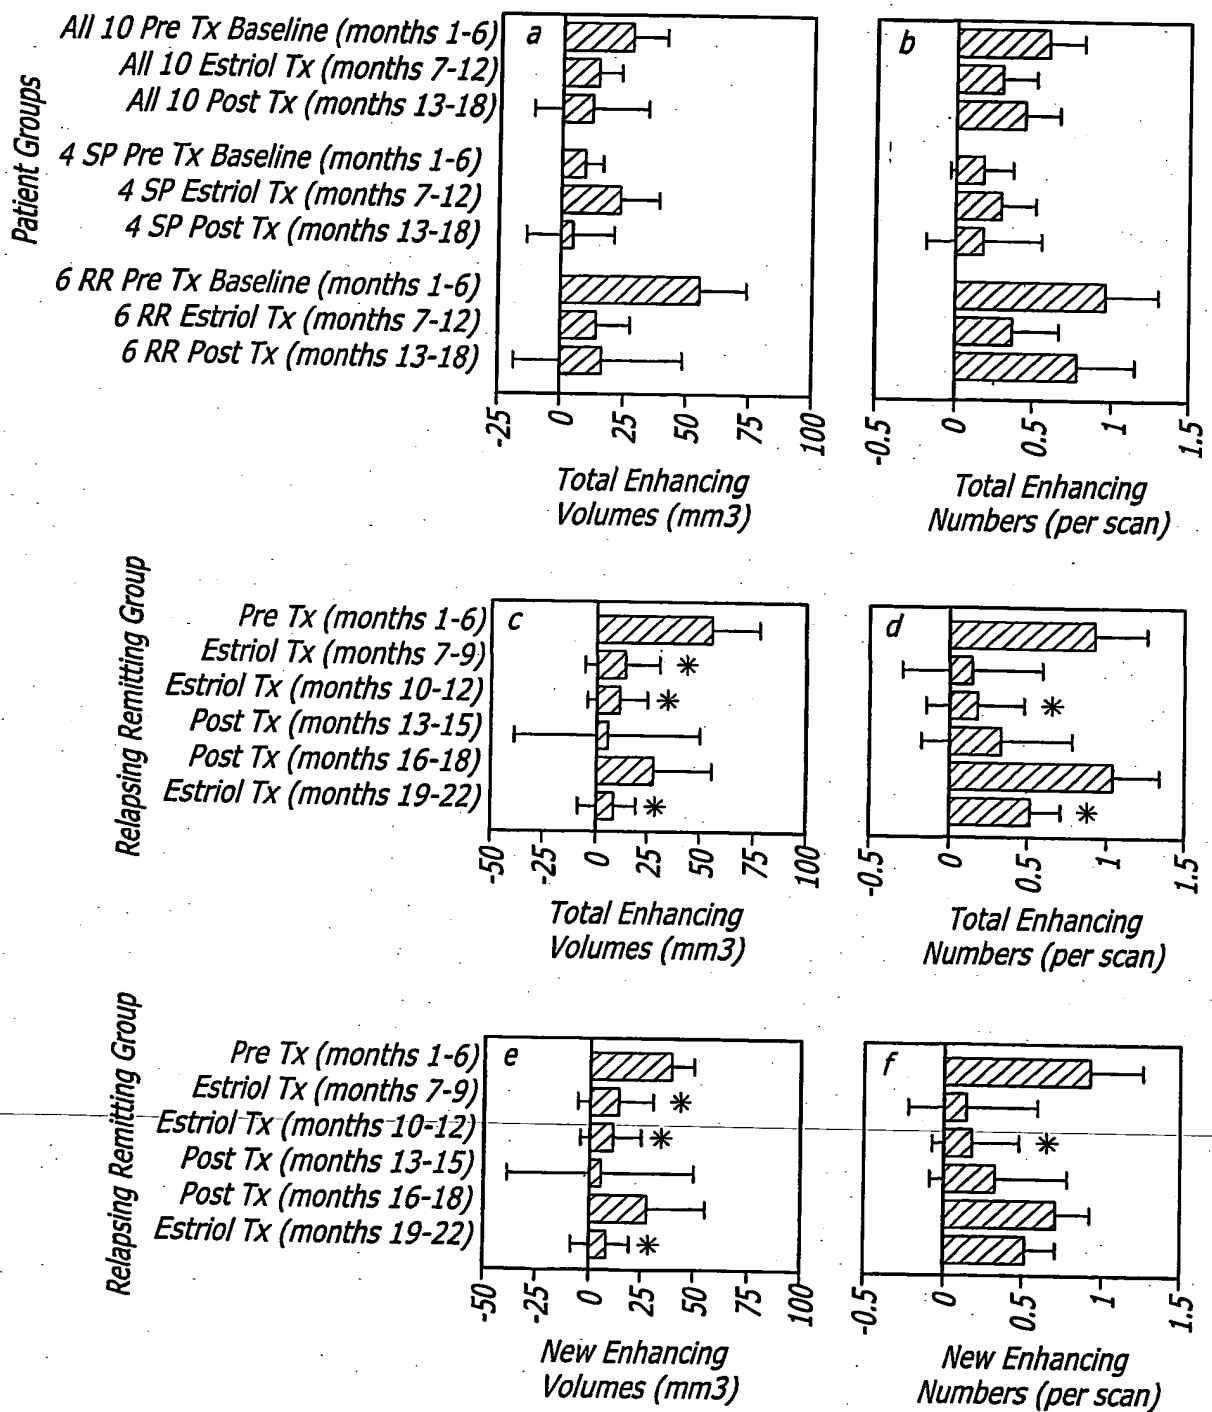 Patient Groups
All 10 Pre Tx Baseline (months 1-6)
All 10 Estriol Tx (months 7-12)
All 10 Post Tx (months 13-18)
4 SP Pre Tx Baseline (months 1-6)
4 SP Estriol Tx (months 7-12)
4 SP Post Tx (months 13-18)
6 RR Pre Tx Baseline (months 1-6)
6 RR Estriol Tx (months 7-12)
6 RR Post Tx (months 13-18)
a
-25 0 25 50 100
Total Enhancing
Volumes (mm3)
b
-0.5 0 0.5 1 1.5
Total Enhancing
Numbers (per scan)
Relapsing Remitting Group
Pre Tx (months 1-6)
Estriol Tx (months 7-9)
Estriol Tx (months 10-12)
Post Tx (months 13-15)
Post Tx (months 16-18)
Estriol Tx (months 19-22)
c
*
*
*
-50 0 25 50 75 100
Total Enhancing
Volumes (mm3)
d
*
*
-0.5 0 0.5 1 1.5
Total Enhancing
Numbers (per scan)
Relapsing Remitting Group
Pre Tx (months 1-6)
Estriol Tx (months 7-9)
Estriol Tx (months 10-12)
Post Tx (months 13-15)
Post Tx (months 16-18)
Estriol Tx (months 19-22)
e
*
*
*
-50 0 25 50 75 100
New Enhancing
Volumes (mm3)
f
*
-0.5 0 0.5 1 1.5
New Enhancing
Numbers (per scan)